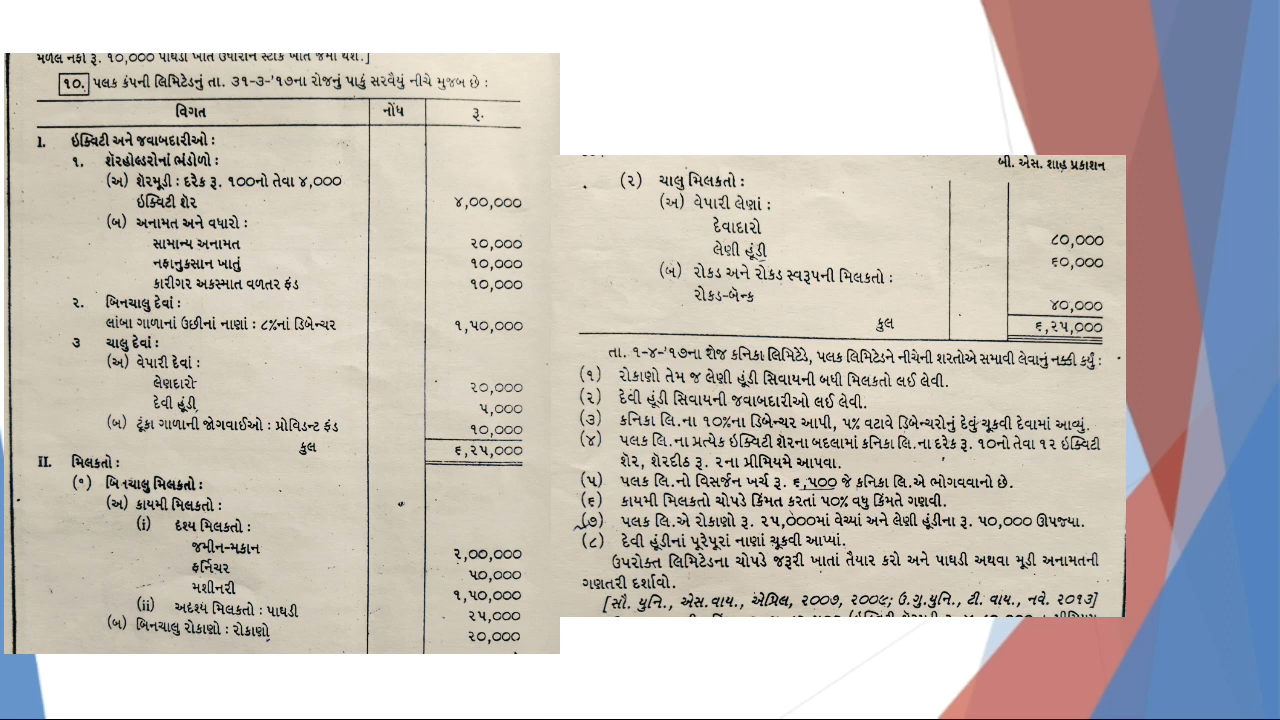 મળેલ નફો રૂ. ૧૦,૦૦૦ પાઘડી ખાતે ઉધારીને સ્ટોક ખાતે જમા થશે.]
૧૦. પલક કંપની લિમિટેડનું તા. ૩૧-૩-'૧૭ના રોજનું પાકું સરવૈયું નીચે મુજબ છે :
વિગત નોંધ રૂ.
I. ઇક્વિટી અને જવાબદારીઓ :
૧. શૅરહોલ્ડરોનાં ભંડોળો :
(અ) શેરમૂડી : દરેક રૂ. ૧૦૦નો તેવા ૪,૦૦૦
ઇક્વિટી શેર ૪,૦૦,૦૦૦
(બ) અનામત અને વધારો :
સામાન્ય અનામત ૨૦,૦૦૦
નફાનુકસાન ખાતું ૧૦,૦૦૦
કારીગર અકસ્માત વળતર ફંડ ૧૦,૦૦૦
૨. બિનચાલુ દેવાં :
લાંબા ગાળાનાં ઉછીનાં નાણાં : ૮%નાં ડિબેન્ચર ૧,૫૦,૦૦૦
૩ ચાલુ દેવાં :
(અ) વેપારી દેવાં :
લેણદારો ૨૦,૦૦૦
દેવી હૂંડી ૫,૦૦૦
(બ) ટૂંકા ગાળાની જોગવાઈઓ : પ્રોવિડન્ટ ફંડ ૧૦,૦૦૦
કુલ ૬,૨૫,૦૦૦
II. મિલકતો :
(૧) બિનચાલુ મિલકતો :
(અ) કાયમી મિલકતો :
(i) દશ્ય મિલકતો :
જમીન-મકાન ૨,૦૦,૦૦૦
ફર્નિચર ૫૦,૦૦૦
મશીનરી ૧,૫૦,૦૦૦
(ii) અદશ્ય મિલકતો : પાઘડી ૨૫,૦૦૦
(બ) બિનચાલુ રોકાણો : રોકાણો ૨૦,૦૦૦
બી. એસ. શાહ પ્રકાશન
(૨) ચાલુ મિલકતો :
(અ) વેપારી લેણાં :
દેવાદારો ૮૦,૦૦૦
લેણી હૂંડી ૬૦,૦૦૦
(બ) રોકડ અને રોકડ સ્વરૂપની મિલકતો :
રોકડ-બૅન્ક ૪૦,૦૦૦
કુલ ૬,૨૫,૦૦૦
તા. ૧-૪-'૧૭ના રોજ કનિકા લિમિટેડે, પલક લિમિટેડને નીચેની શરતોએ સમાવી લેવાનું નક્કી કર્યું :
(૧) રોકાણો તેમ જ લેણી હૂંડી સિવાયની બધી મિલકતો લઈ લેવી.
(૨) દેવી હૂંડી સિવાયની જવાબદારીઓ લઈ લેવી.
(૩) કનિકા લિ.ના ૧૦%ના ડિબેન્ચર આપી, ૫% વટાવે ડિબેન્ચરોનું દેવું ચૂકવી દેવામાં આવ્યું.
(૪) પલક લિ.ના પ્રત્યેક ઇક્વિટી શેરના બદલામાં કનિકા લિ.ના દરેક રૂ. ૧૦નો તેવા ૧૨ ઇક્વિટી
શેર, શેરદીઠ રૂ. ૨ના પ્રીમિયમે આપવા.
(૫) પલક લિ.નો વિસર્જન ખર્ચ રૂ. ૬,૫૦૦ જે કનિકા લિ.એ ભોગવવાનો છે.
(૬) કાયમી મિલકતો ચોપડે કિંમત કરતાં ૫૦% વધુ કિંમતે ગણવી.
(૭) પલક લિ.એ રોકાણો રૂ. ૨૫,૦૦૦માં વેચ્યાં અને લેણી હૂંડીના રૂ. ૫૦,૦૦૦ ઊપજ્યા.
(૮) દેવી હૂંડીનાં પૂરેપૂરાં નાણાં ચૂકવી આપ્યાં.
ઉપરોક્ત લિમિટેડના ચોપડે જરૂરી ખાતાં તૈયાર કરો અને પાઘડી અથવા મૂડી અનામતની
ગણતરી દર્શાવો.
[સૌ. યુનિ., એસ.વાય., એપ્રિલ, ૨૦૦૭, ૨૦૦૯; ઉ.ગુ.યુનિ., ટી. વાય., નવે. ૨૦૧૩]